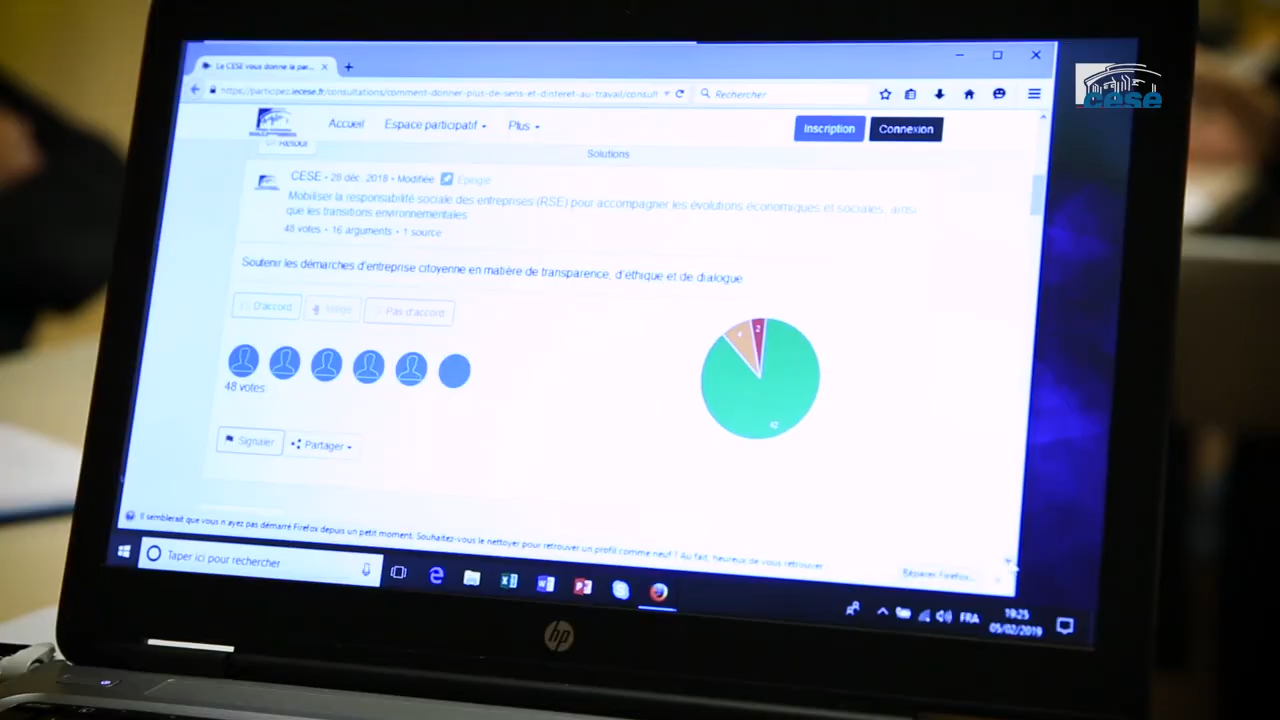 Le CESE vous donne la par...
https://participez.lecese.fr/consultations/comment-donner-plus-de-sens-et-dinteret-au-travail/consult
Rechercher
cese
Accueil
Espace participatif
Plus
Inscription
Connexion
Retour
Solutions
CESE • 28 déc. 2018 • Modifiée
Épinglé
Mobiliser la responsabilité sociale des entreprises (RSE) pour accompagner les évolutions économiques et sociales, ainsi
que les transitions environnementales
48 votes • 16 arguments • 1 source
Soutenir les démarches d'entreprise citoyenne en matière de transparence, d'éthique et de dialogue
D'accord
Pas d'accord
2
42
48 votes
Signaler
Partager
Il semblerait que vous n'ayez pas démarré Firefox depuis un petit moment. Souhaitez-vous le nettoyer pour retrouver un profil comme neuf ? Au fait, heureux de vous retrouver
Réparer Firefox...
Taper ici pour rechercher
FRA
19:25
05/02/2019
hp